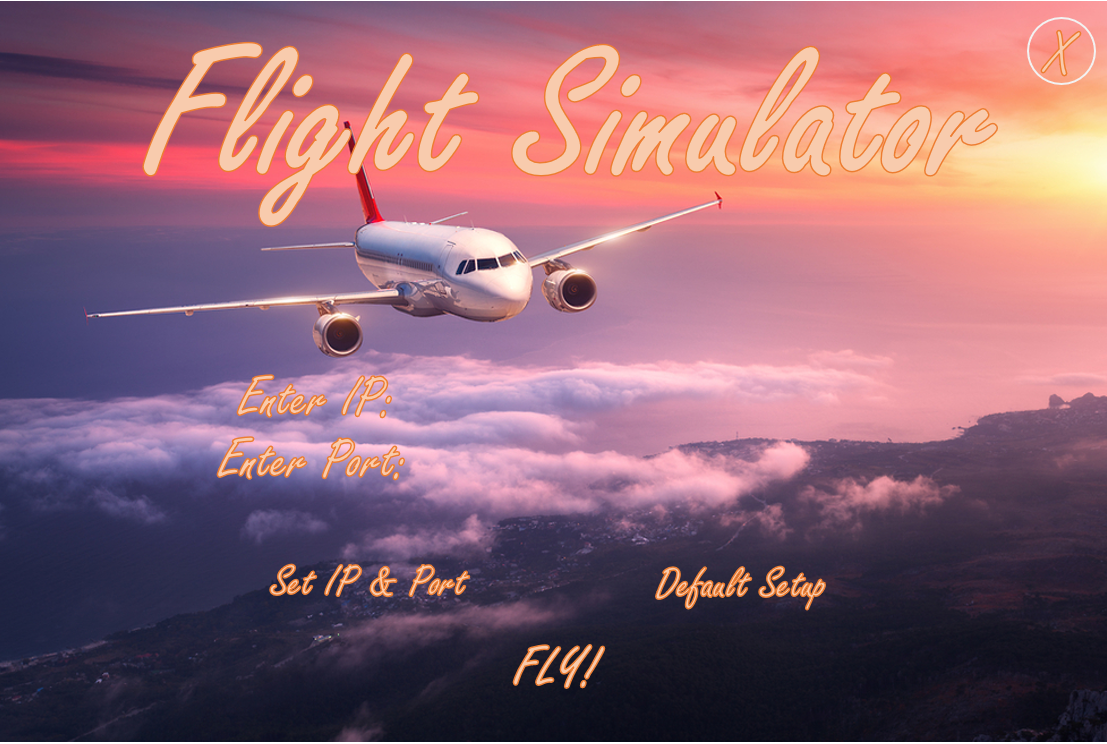 Flight Simulator
X
Enter IP:
Enter Port:
Set IP & Port
Default Setup
FLY!